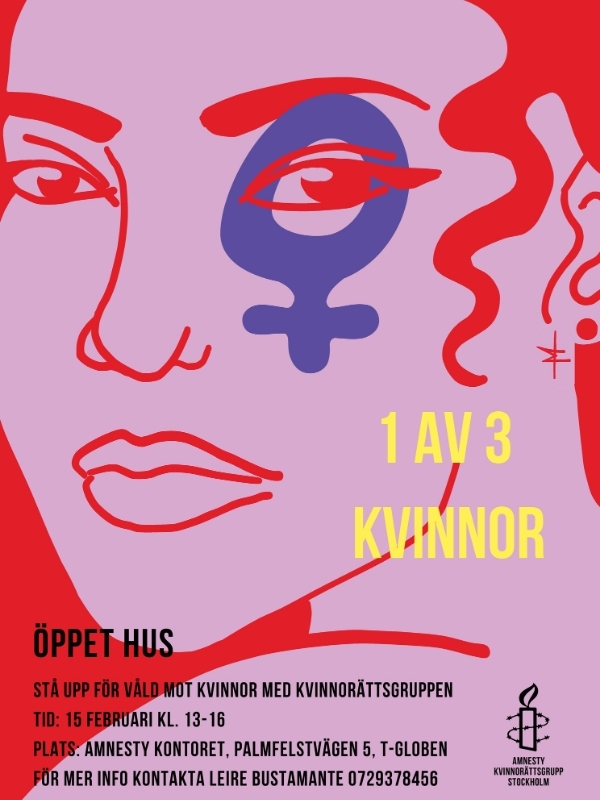 1 AV 3
KVINNOR
ÖPPET HUS
STÅ UPP FÖR VÅLD MOT KVINNOR MED KVINNORÄTTSGRUPPEN
TID: 15 FEBRUARI KL. 13-16
PLATS: AMNESTY KONTORET, PALMFELSTVÄGEN 5, T-GLOBEN
FÖR MER INFO KONTAKTA LEIRE BUSTAMANTE 0729378456
AMNESTY
KVINNORÄTTSGRUPP
STOCKHOLM